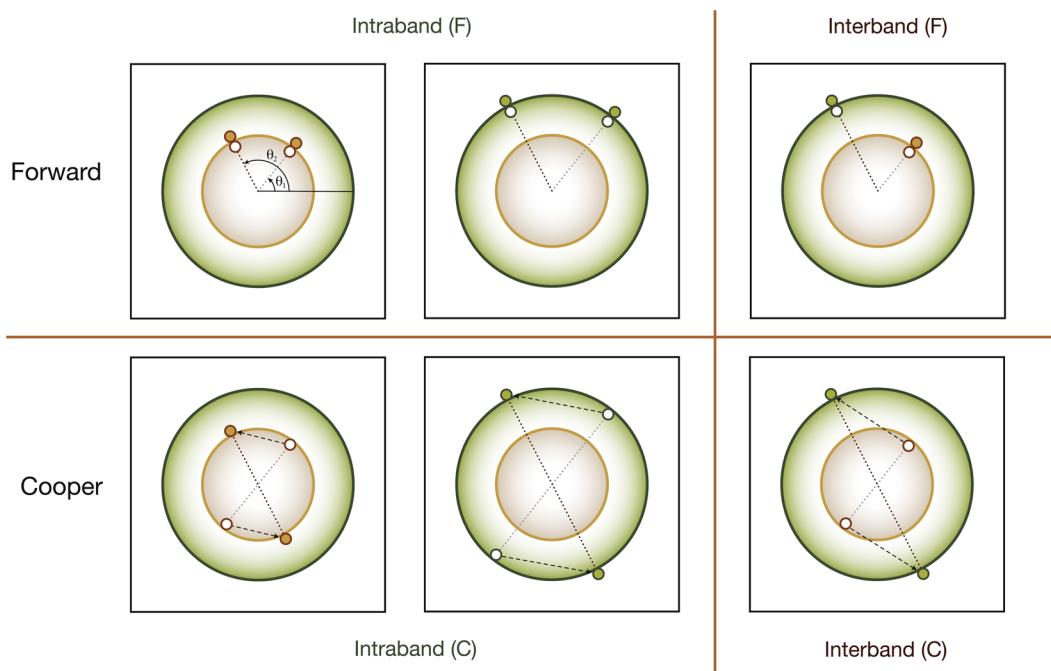 Intraband (F)
Interband (F)
Forward
θ2
θ1
Cooper
Intraband (C)
Interband (C)